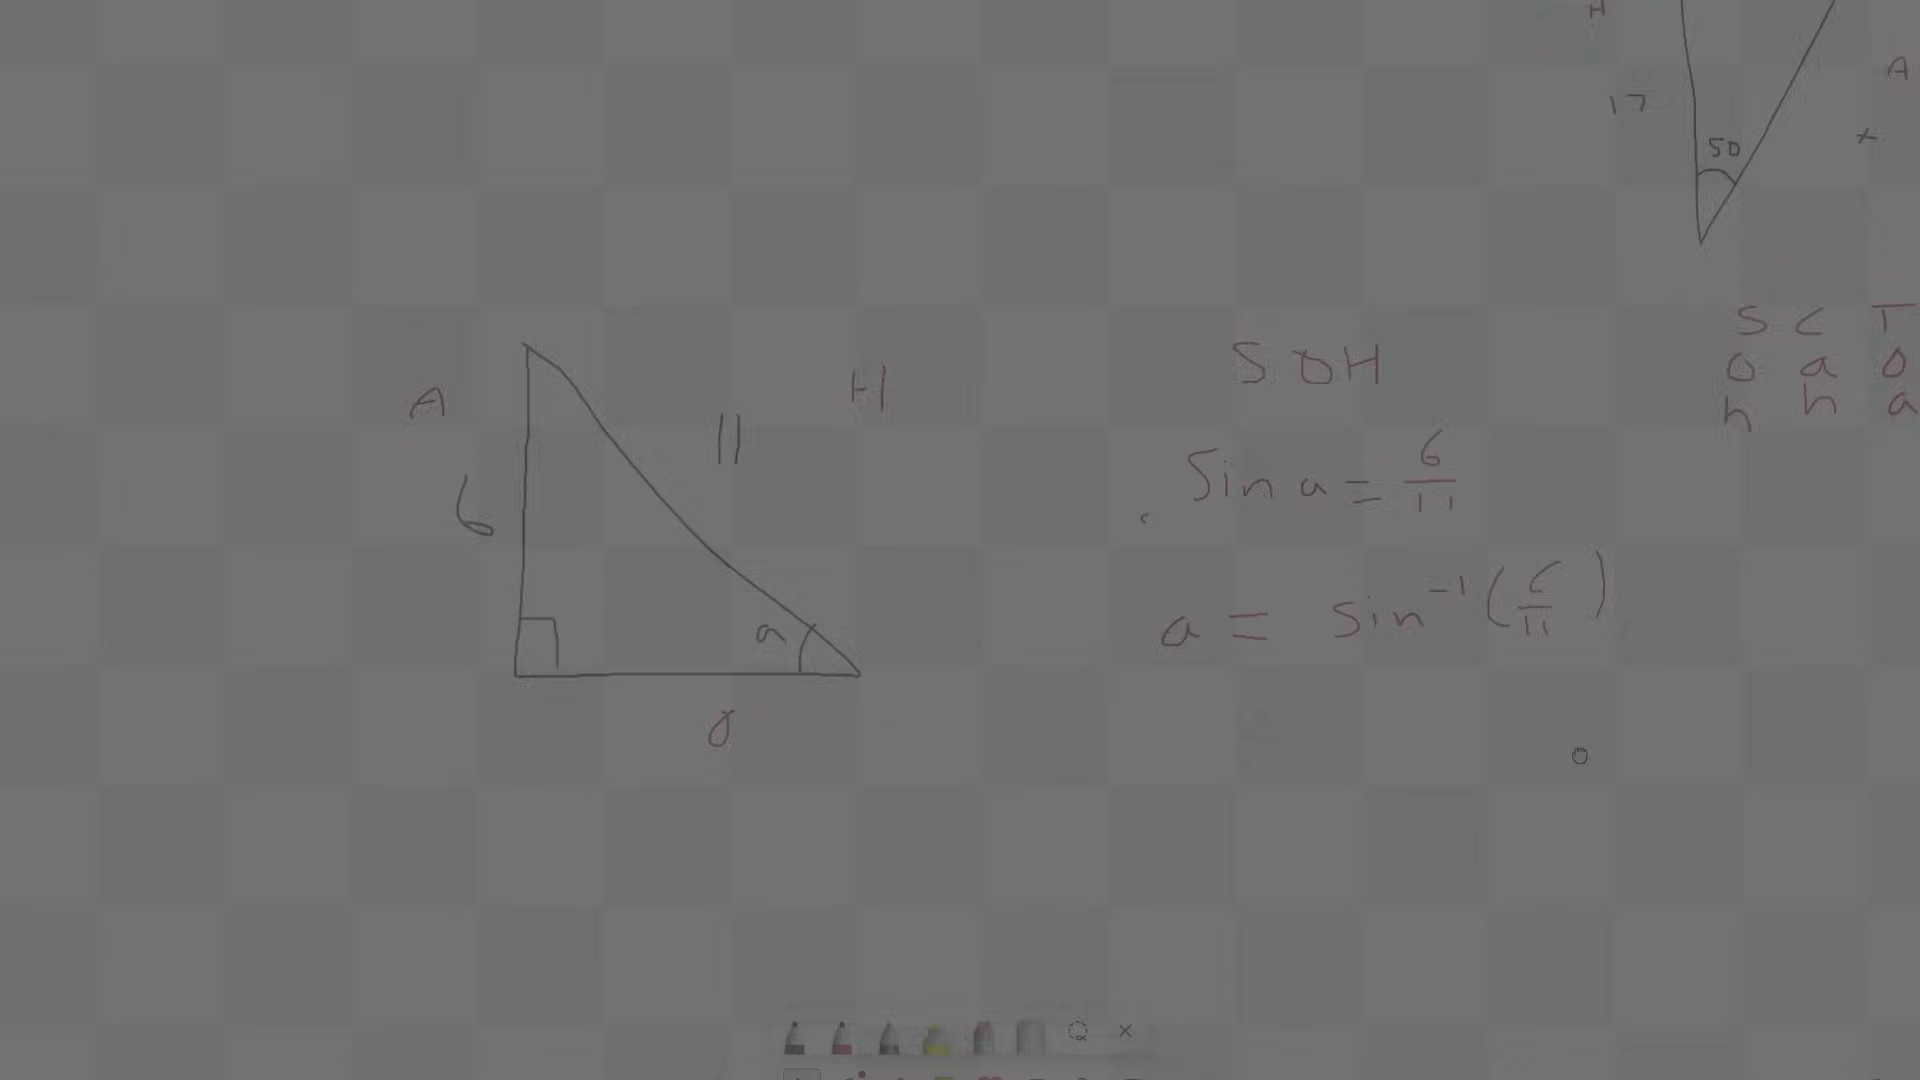 H
A
17
50
x
S C T
O a O
h h a
A
H
11
6
a
O
SOH
Sin a = 6/11
a = sin⁻¹(6/11)